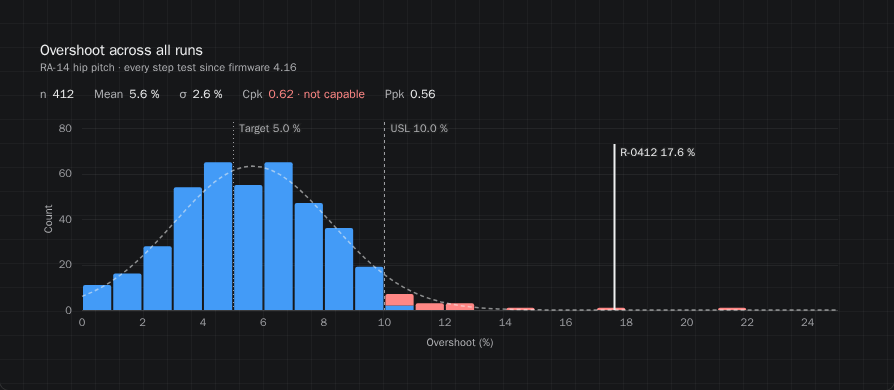 Overshoot across all runs
RA-14 hip pitch · every step test since firmware 4.16
n 412 Mean 5.6 % σ 2.6 % Cpk 0.62 · not capable Ppk 0.56
Target 5.0 %
USL 10.0 %
R-0412 17.6 %
Count
80
60
40
20
0
0 2 4 6 8 10 12 14 16 18 20 22 24
Overshoot (%)